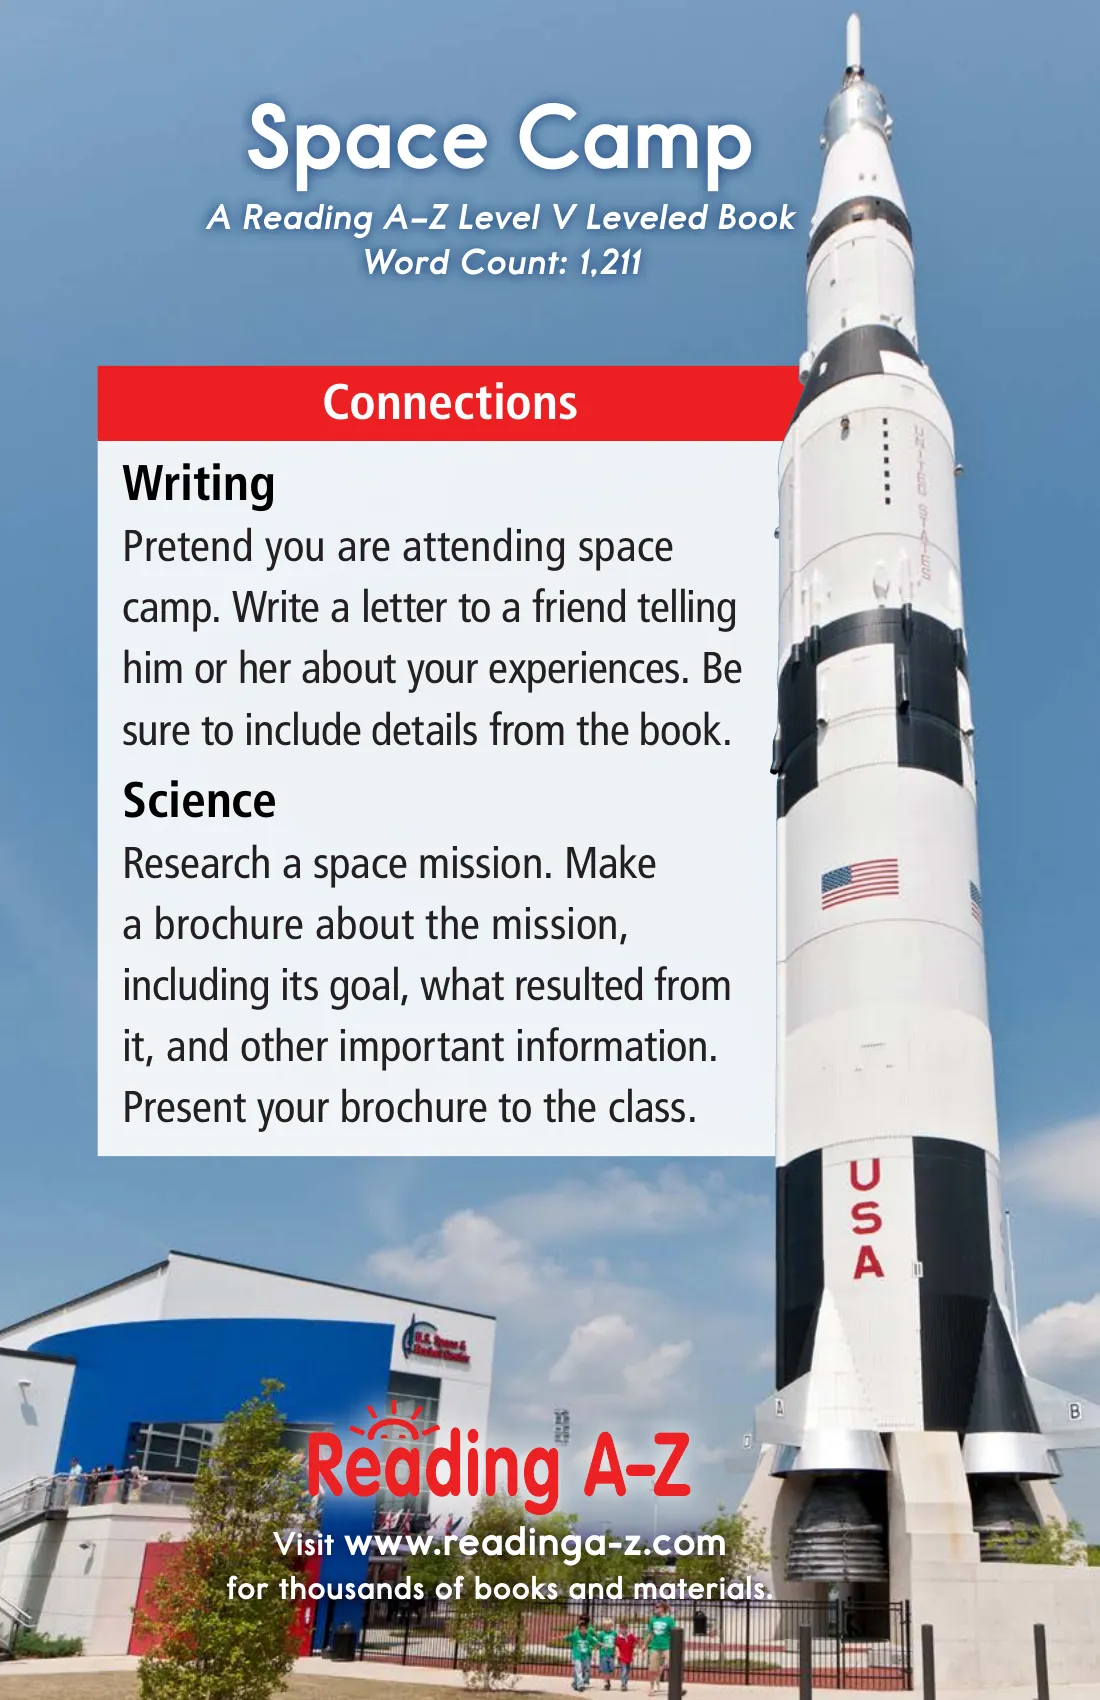 Space Camp
A Reading A–Z Level V Leveled Book
Word Count: 1,211
Connections
Writing
Pretend you are attending space
camp. Write a letter to a friend telling
him or her about your experiences. Be
sure to include details from the book.
Science
Research a space mission. Make
a brochure about the mission,
including its goal, what resulted from
it, and other important information.
Present your brochure to the class.
UNITED STATES
USA
A
B
U.S. Space &
Rocket Center
Reading A–Z
Visit www.readinga-z.com
for thousands of books and materials.